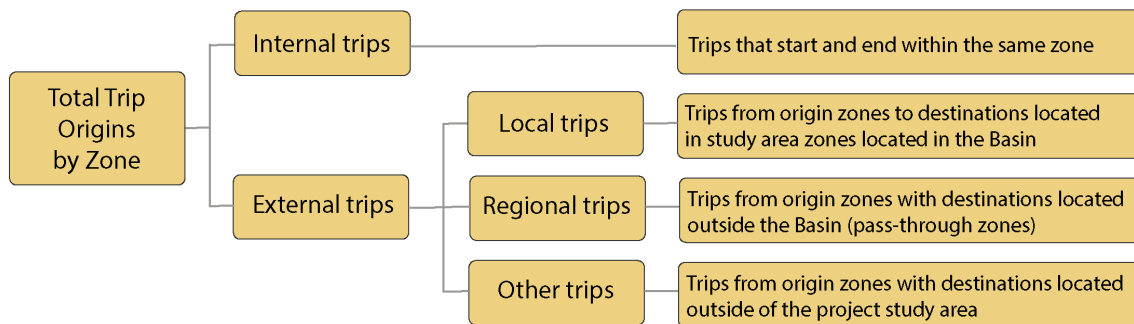 Total Trip
Origins
by Zone
Internal trips
Trips that start and end within the same zone
External trips
Local trips
Trips from origin zones to destinations located
in study area zones located in the Basin
Regional trips
Trips from origin zones with destinations located
outside the Basin (pass-through zones)
Other trips
Trips from origin zones with destinations located
outside of the project study area